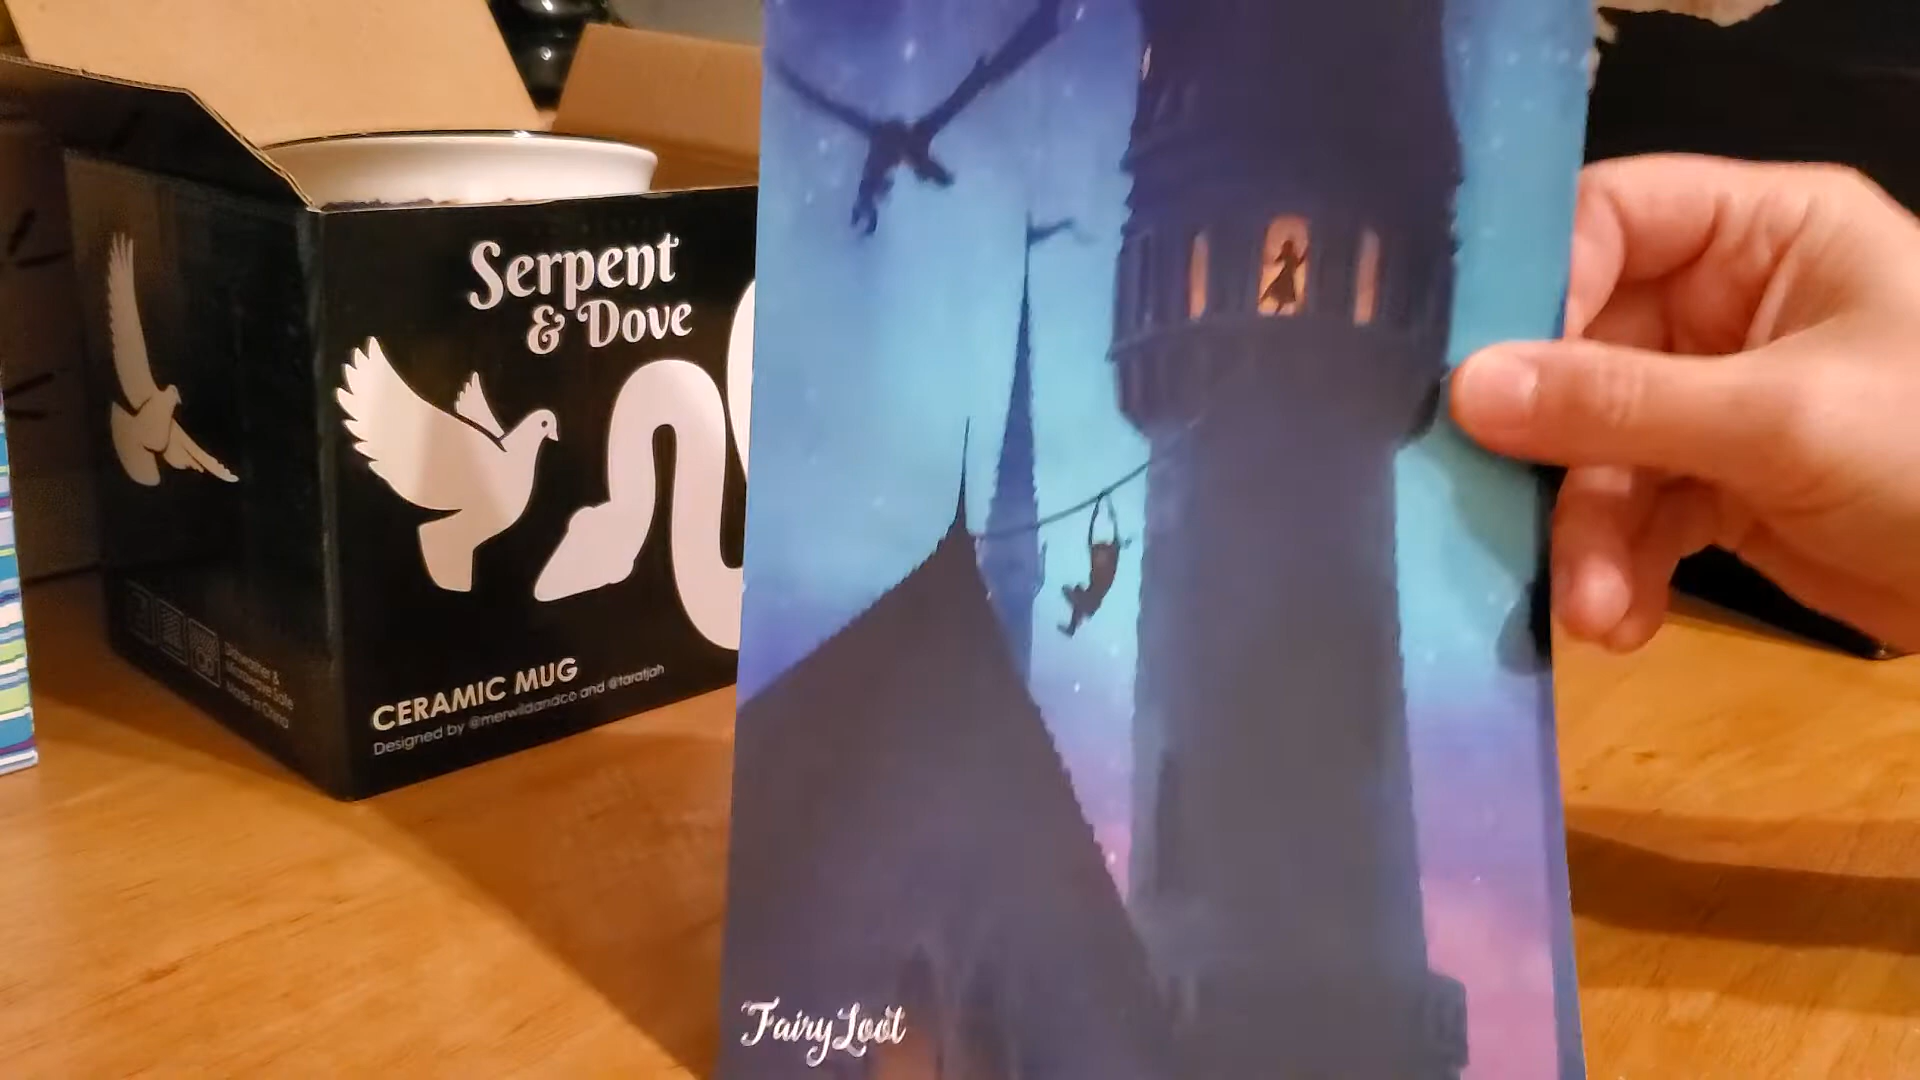 Serpent
& Dove
CERAMIC MUG
Designed by @merwildandco and @taratjah
Dishwasher &
Microwave Safe
Made in China
FairyLoot